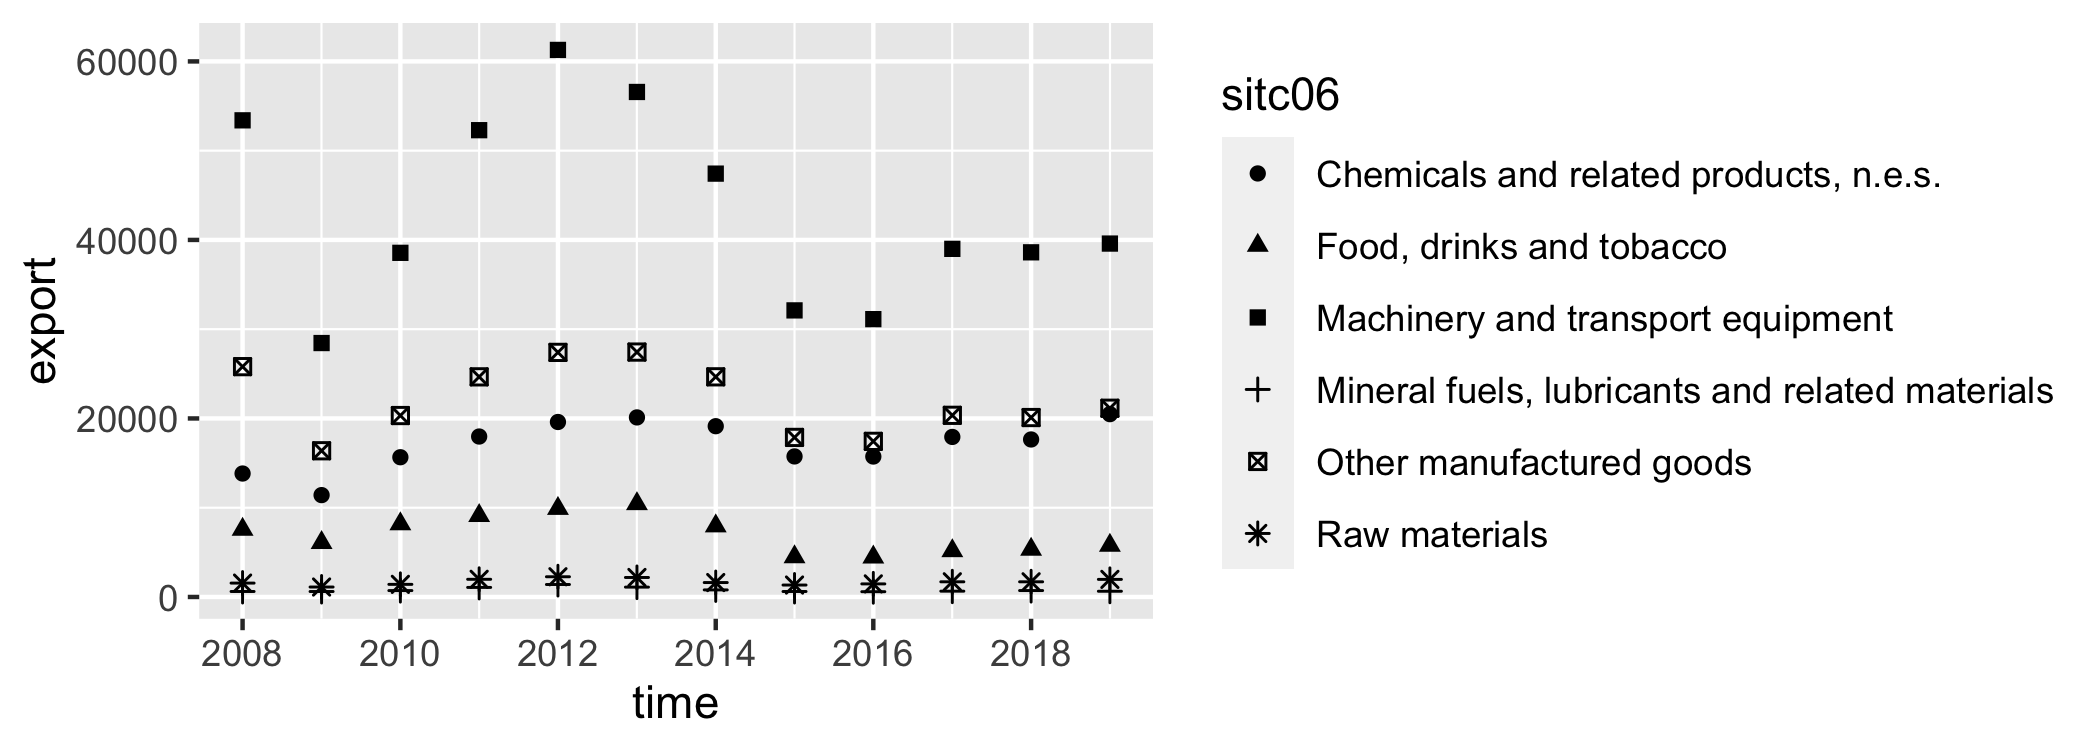 60000
40000
20000
0
export
2008 2010 2012 2014 2016 2018
time
sitc06
Chemicals and related products, n.e.s.
Food, drinks and tobacco
Machinery and transport equipment
Mineral fuels, lubricants and related materials
Other manufactured goods
Raw materials